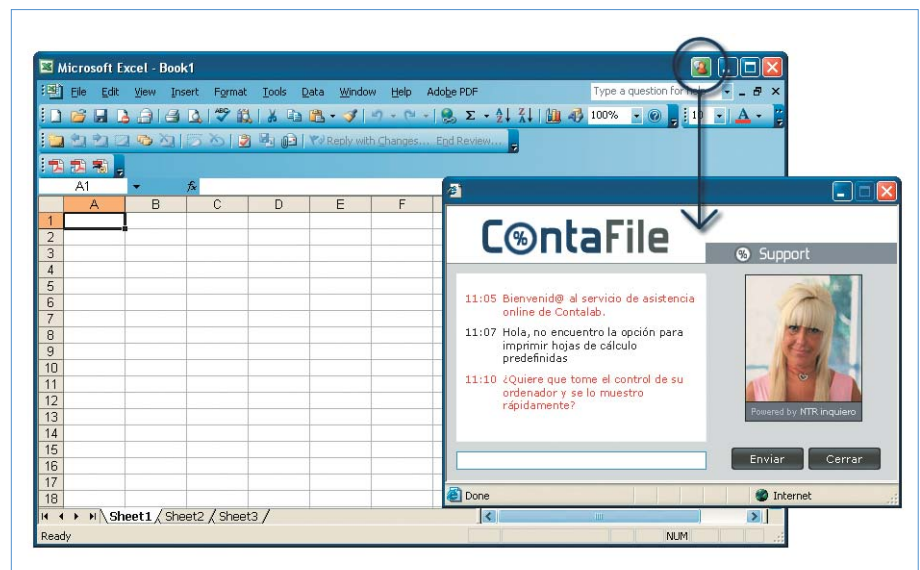 Microsoft Excel - Book1
File Edit View Insert Format Tools Data Window Help Adobe PDF
Type a question for help
100%
10
Reply with Changes... End Review...
A1
fx
A B C D E F
1
2
3
4
5
6
7
8
9
10
11
12
13
14
15
16
17
18
Sheet1 Sheet2 Sheet3
Ready
NUM
ContaFile
% Support
11:05 Bienvenid@ al servicio de asistencia
online de Contalab.
11:07 Hola, no encuentro la opción para
imprimir hojas de cálculo
predefinidas
11:10 ¿Quiere que tome el control de su
ordenador y se lo muestro
rápidamente?
Powered by NTR inquiero
Enviar Cerrar
Done
Internet